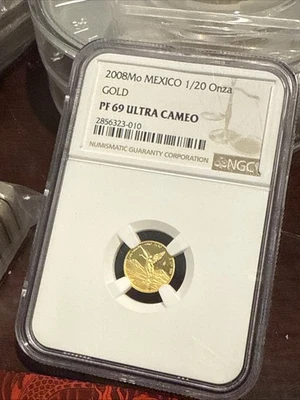 2008Mo MEXICO 1/20 Onza
GOLD
PF 69 ULTRA CAMEO
2856323-010
NUMISMATIC GUARANTY CORPORATION
NGC